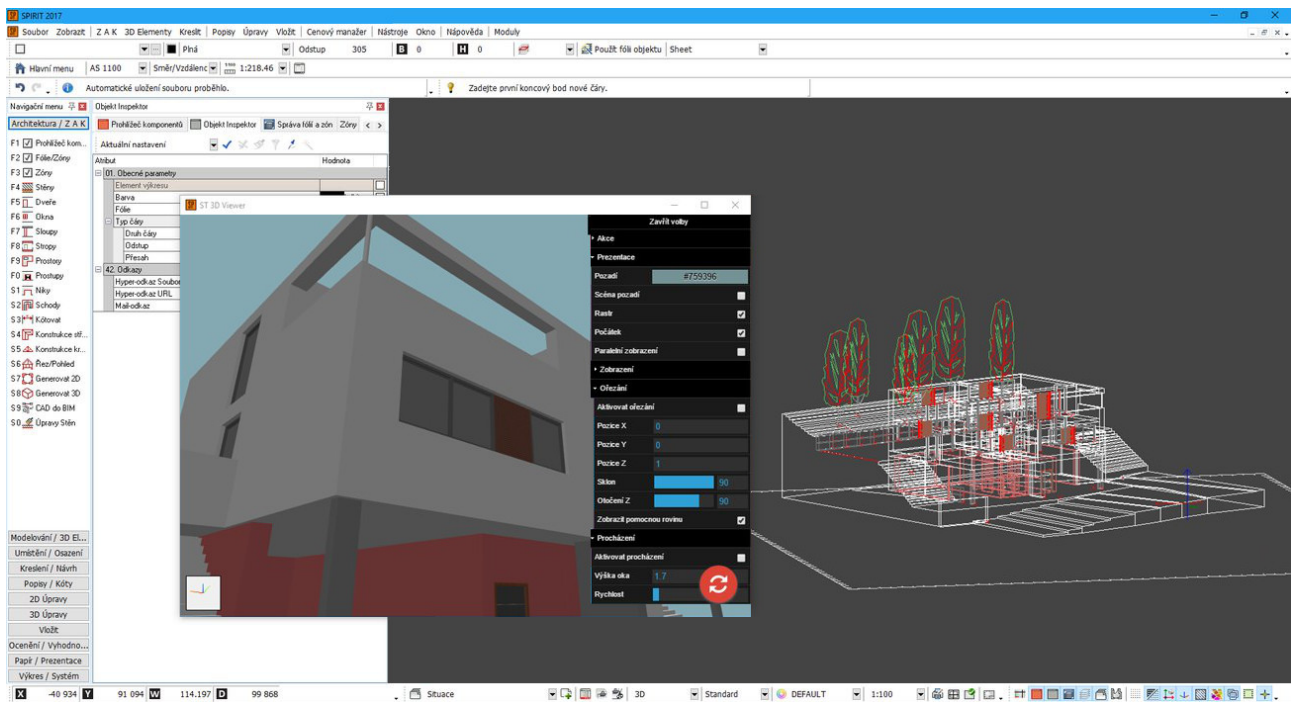 SPIRIT 2017
Soubor Zobrazit Z A K 3D Elementy Kreslit Popisy Úpravy Vložit Cenový manažer Nástroje Okno Nápověda Moduly
Plná Odstup 305 B 0 H 0 Použít fólii objektu Sheet
Hlavní menu AS 1100 Směr/Vzdálenc 1:218.46
Automatické uložení souboru proběhlo. Zadejte první koncový bod nové čáry.
Navigační menu
Architektura / Z A K
F1 Prohlížeč kom...
F2 Fólie/Zóny
F3 Zóny
F4 Stěny
F5 Dveře
F6 Okna
F7 Sloupy
F8 Stropy
F9 Prostory
F0 Prostupy
S1 Niky
S2 Schody
S3 Kótovat
S4 Konstrukce stř...
S5 Konstrukce kr...
S6 Řez/Pohled
S7 Generovat 2D
S8 Generovat 3D
S9 CAD do BIM
S0 Úpravy Stěn
Modelování / 3D El...
Umístění / Osazení
Kreslení / Návrh
Popisy / Kóty
2D Úpravy
3D Úpravy
Vložit
Ocenění / Vyhodno...
Papír / Prezentace
Výkres / Systém
Objekt Inspektor
Prohlížeč komponentů Objekt Inspektor Správa fólií a zón Zóny
Aktuální nastavení
Atribut Hodnota
01. Obecné parametry
Element výkresu
Barva
Fólie
Typ čáry
Druh čáry
Odstup
Přesah
42. Odkazy
Hyper-odkaz Soubor
Hyper-odkaz URL
Mail-odkaz
ST 3D Viewer
Zavřít volby
Akce
Prezentace
Pozadí #759396
Scéna pozadí
Rastr
Počátek
Paralelní zobrazení
Zobrazení
Ořezání
Aktivovat ořezání
Pozice X 0
Pozice Y 0
Pozice Z 1
Sklon 90
Otočení Z 90
Zobrazit pomocnou rovinu
Procházení
Aktivovat procházení
Výška oka 1.7
Rychlost
X -40 934 Y 91 094 W 114.197 D 99 868 Situace 3D Standard DEFAULT 1:100